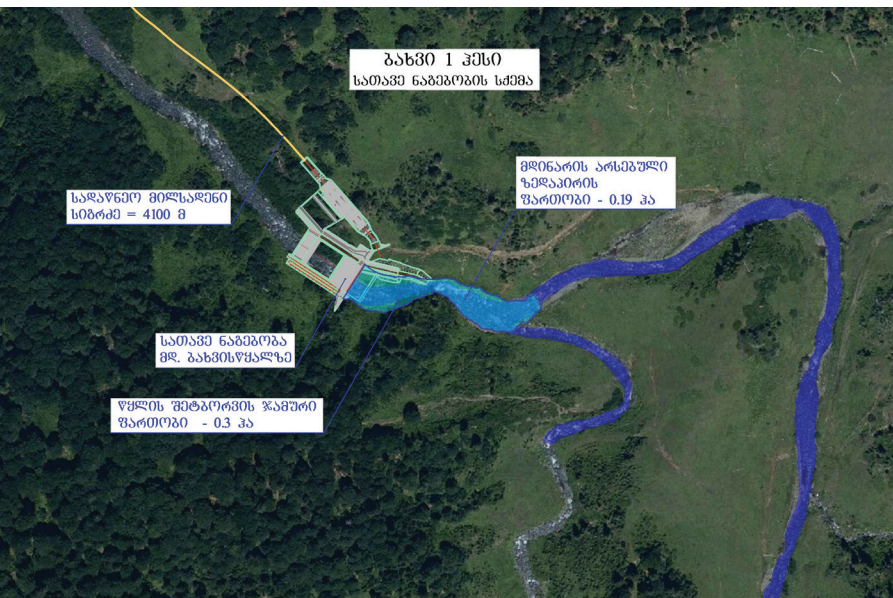 ბახვი 1 ჰესი
სათავე ნაგებობის სქემა
მდინარის არსებული
ზედაპირის
ფართობი - 0.19 ჰა
სადაწნეო მილსადენი
სიგრძე = 4100 მ
სათავე ნაგებობა
მდ. ბახვისწყალზე
წყლის შეტბორვის ჯამური
ფართობი - 0.3 ჰა